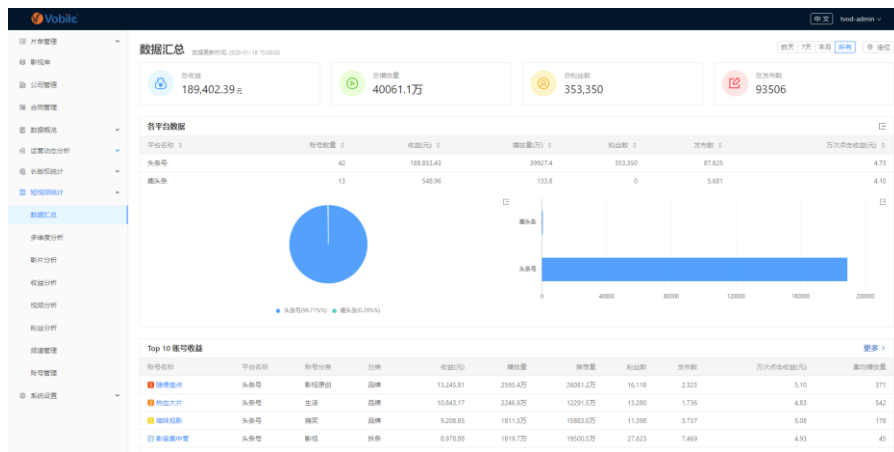 Vobile
中文 tvod-admin
片单管理
影视库
公司管理
合同管理
数据概览
运营动态分析
长短视频统计
短视频统计
数据汇总
多维度分析
影片分析
收益分析
视频分析
粉丝分析
频道管理
账号管理
系统设置
数据汇总 数据更新时间: 2020-01-16 15:00:03
昨天 7天 本月 所有
总收益
189,402.39 元
总播放量
40061.1万
总粉丝数
353,350
总发布数
93506
各平台数据
平台名称 账号数量 收益(元) 播放量(万) 粉丝数 发布数 万次点击收益(元)
头条号 42 188,853.43 39927.4 353,350 87,825 4.73
趣头条 13 548.96 133.8 0 5,681 4.10
趣头条
头条号
0 40000 80000 120000 160000 200000
头条号(99.71%) 趣头条(0.29%)
Top 10 账号收益 更多 >
账号名称 平台名称 账号分类 分类 收益(元) 播放量 推荐量 粉丝数 发布数 万次点击收益(元) 集均播放量
1 随便盘点 头条号 影视原创 品牌 13,245.81 2595.4万 26081.2万 16,118 2,323 5.10 371
2 热血大片 头条号 生活 品牌 10,843.17 2246.9万 12291.5万 13,280 1,736 4.83 542
3 头条号 搞笑 品牌 9,208.85 1811.3万 15883.0万 11,398 3,737 5.08 178
4 影音集中营 头条号 影视 拆条 8,978.88 1819.7万 19500.5万 27,823 7,469 4.93 45